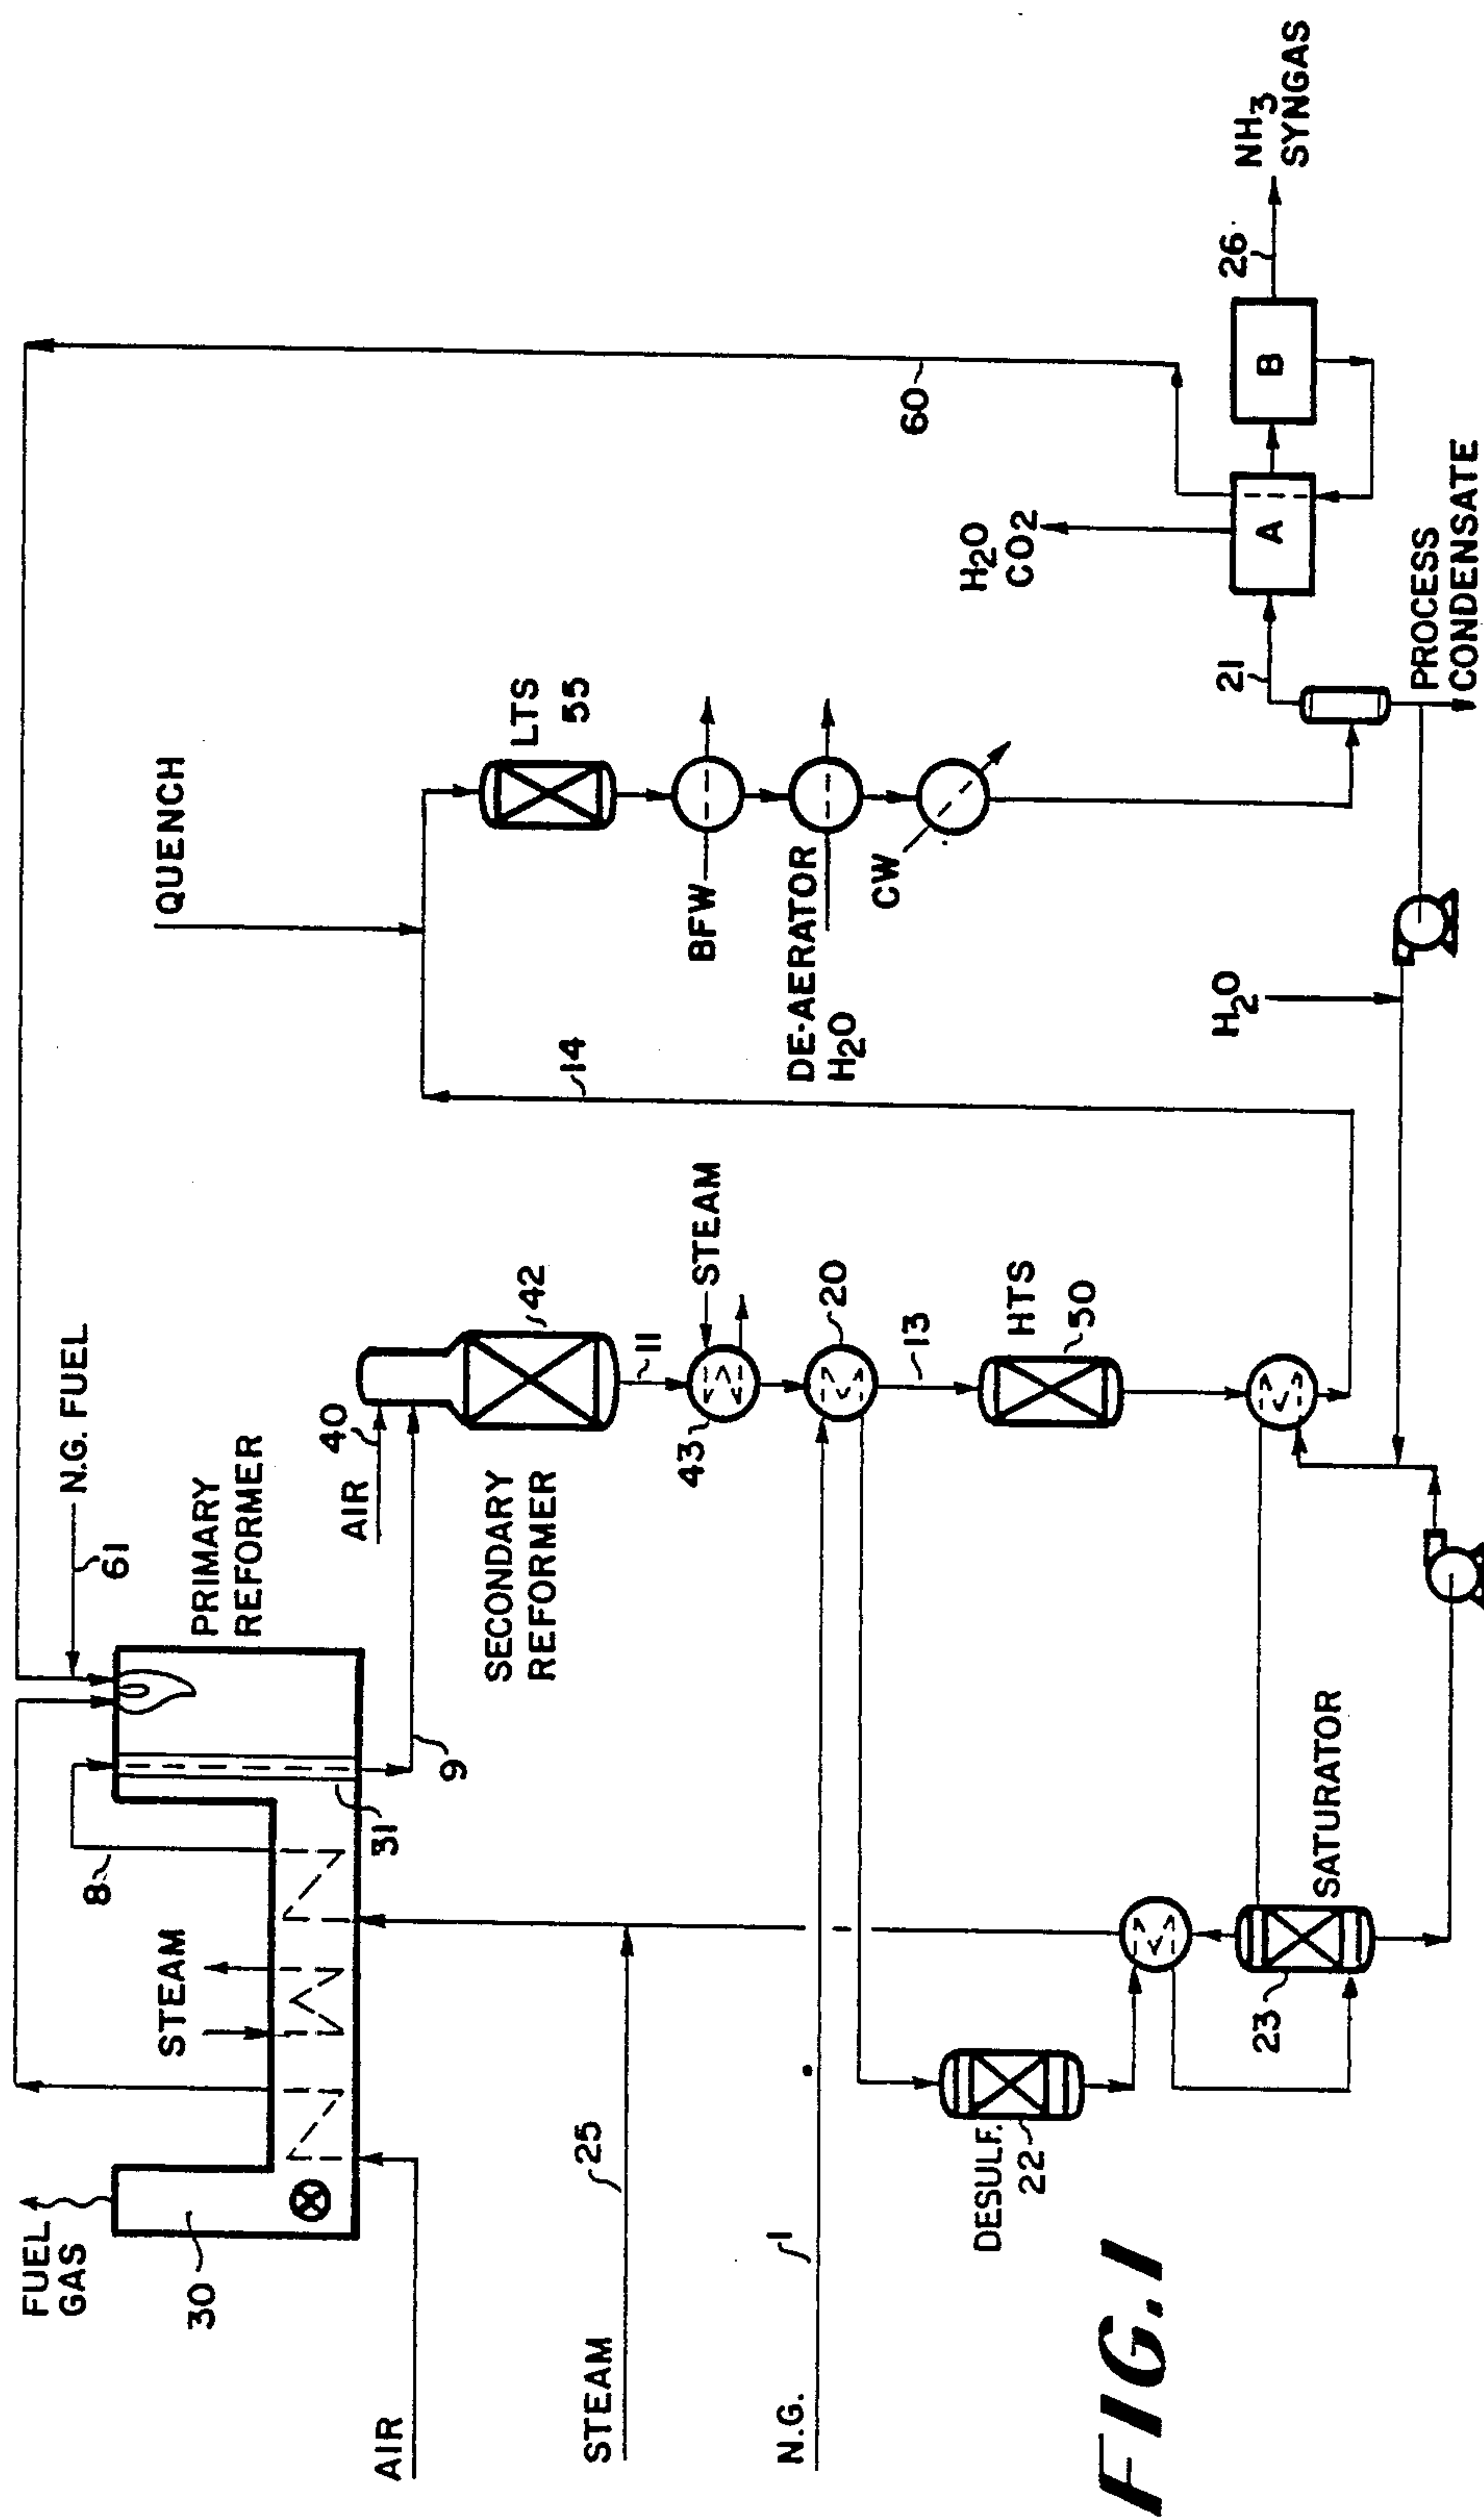 FUEL
GAS
30
STEAM
8
N.G. FUEL
61
PRIMARY
REFORMER
31
9
AIR
AIR
40
42
SECONDARY
REFORMER
11
STEAM
43
20
13
HTS
50
STEAM
25
N.G.
1
DESULF.
22
23
SATURATOR
QUENCH
14
LTS
55
BFW
DE-AERATOR
H2O
CW
H2O
60
H2O
CO2
21
A
B
26
NH3
SYNGAS
PROCESS
CONDENSATE
FIG. 1